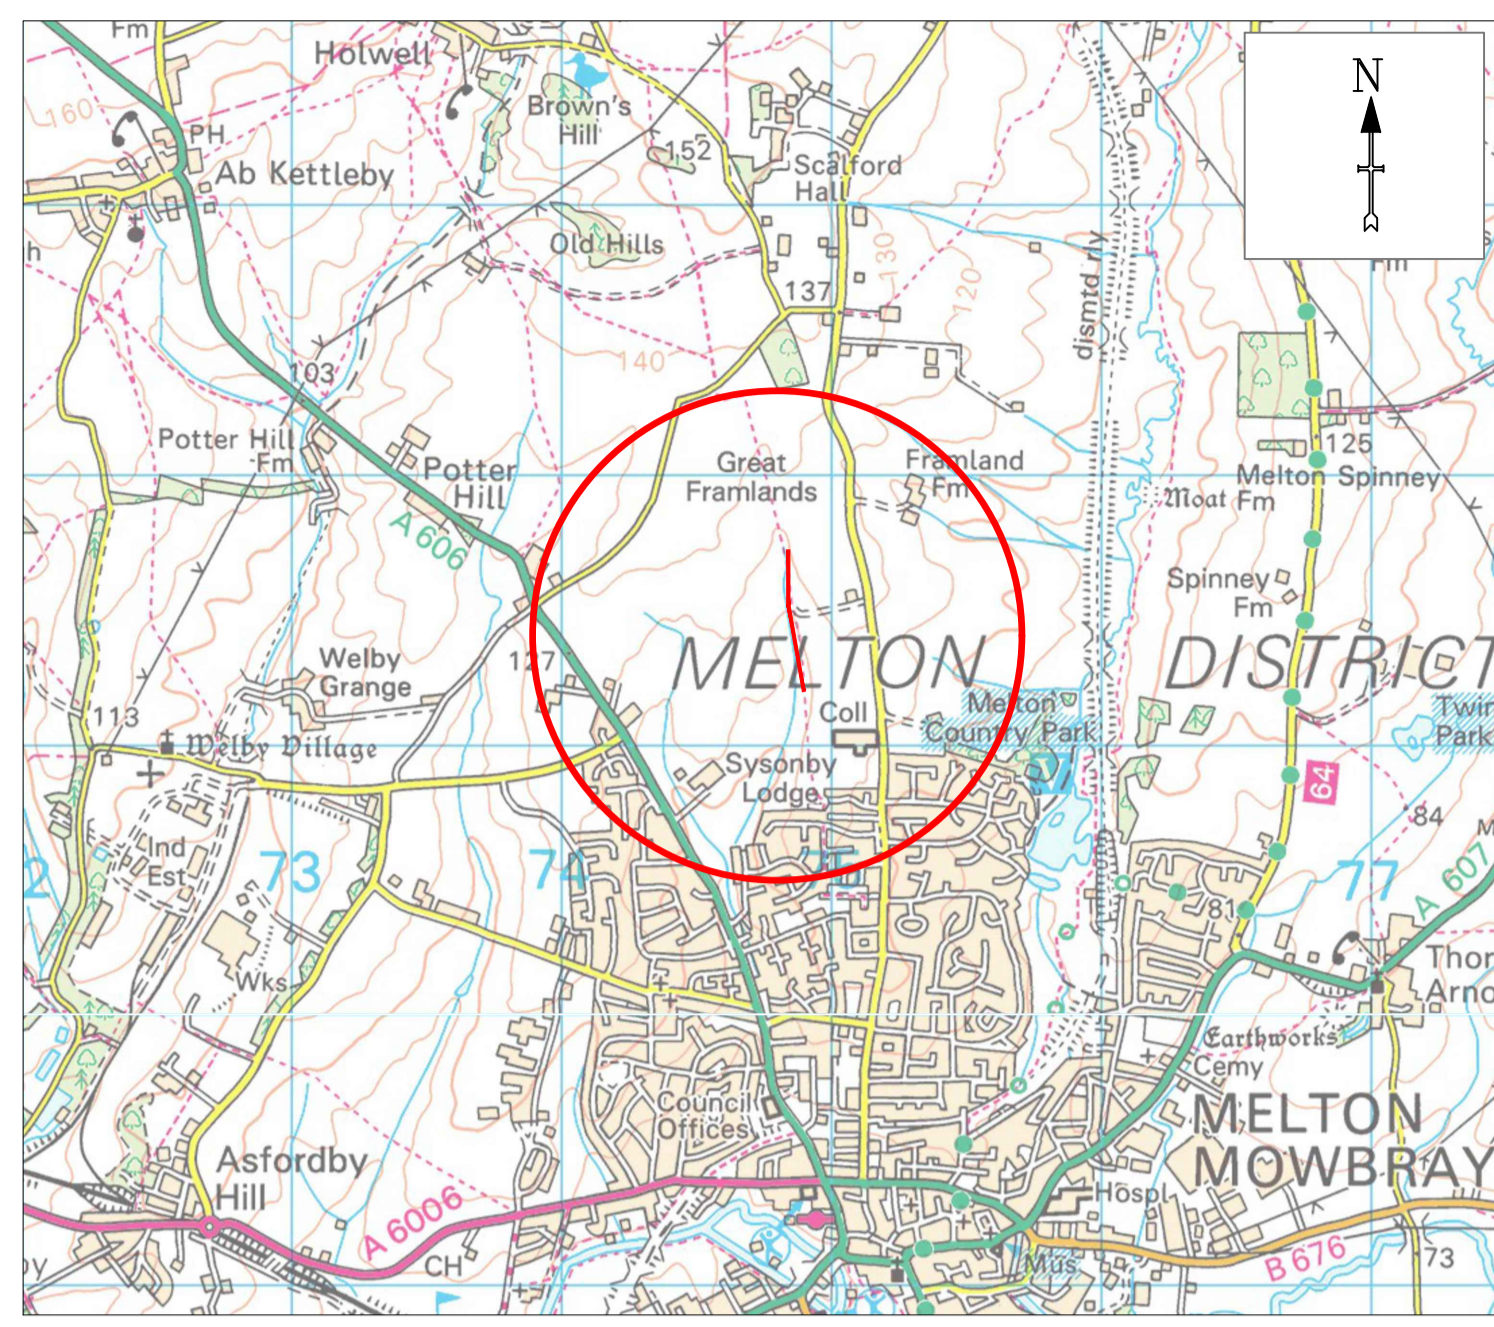 Fm
Holwell
N
160
PH
Brown's
Hill
152
Scalford
Hall
Ab Kettleby
h
Old Hills
130
120
dismtd rly
Fm
137
140
103
Potter Hill
Fm
Potter
Hill
A 606
Great
Framlands
Framland
Fm
125
Melton Spinney
Fm
Moat
Spinney
Fm
127
MELTON
DISTRICT
Welby
Grange
113
Welby Village
Coll
Melton
Country Park
Twin
Park
Sysonby
Lodge
64
84
Ind
Est
2
73
74
75
77
A 607
81
Wks
Thor
Arno
Earthworks
Cemy
Council
Offices
MELTON
MOWBRAY
Asfordby
Hill
A 6006
Hospl
CH
Mus
B 676
73